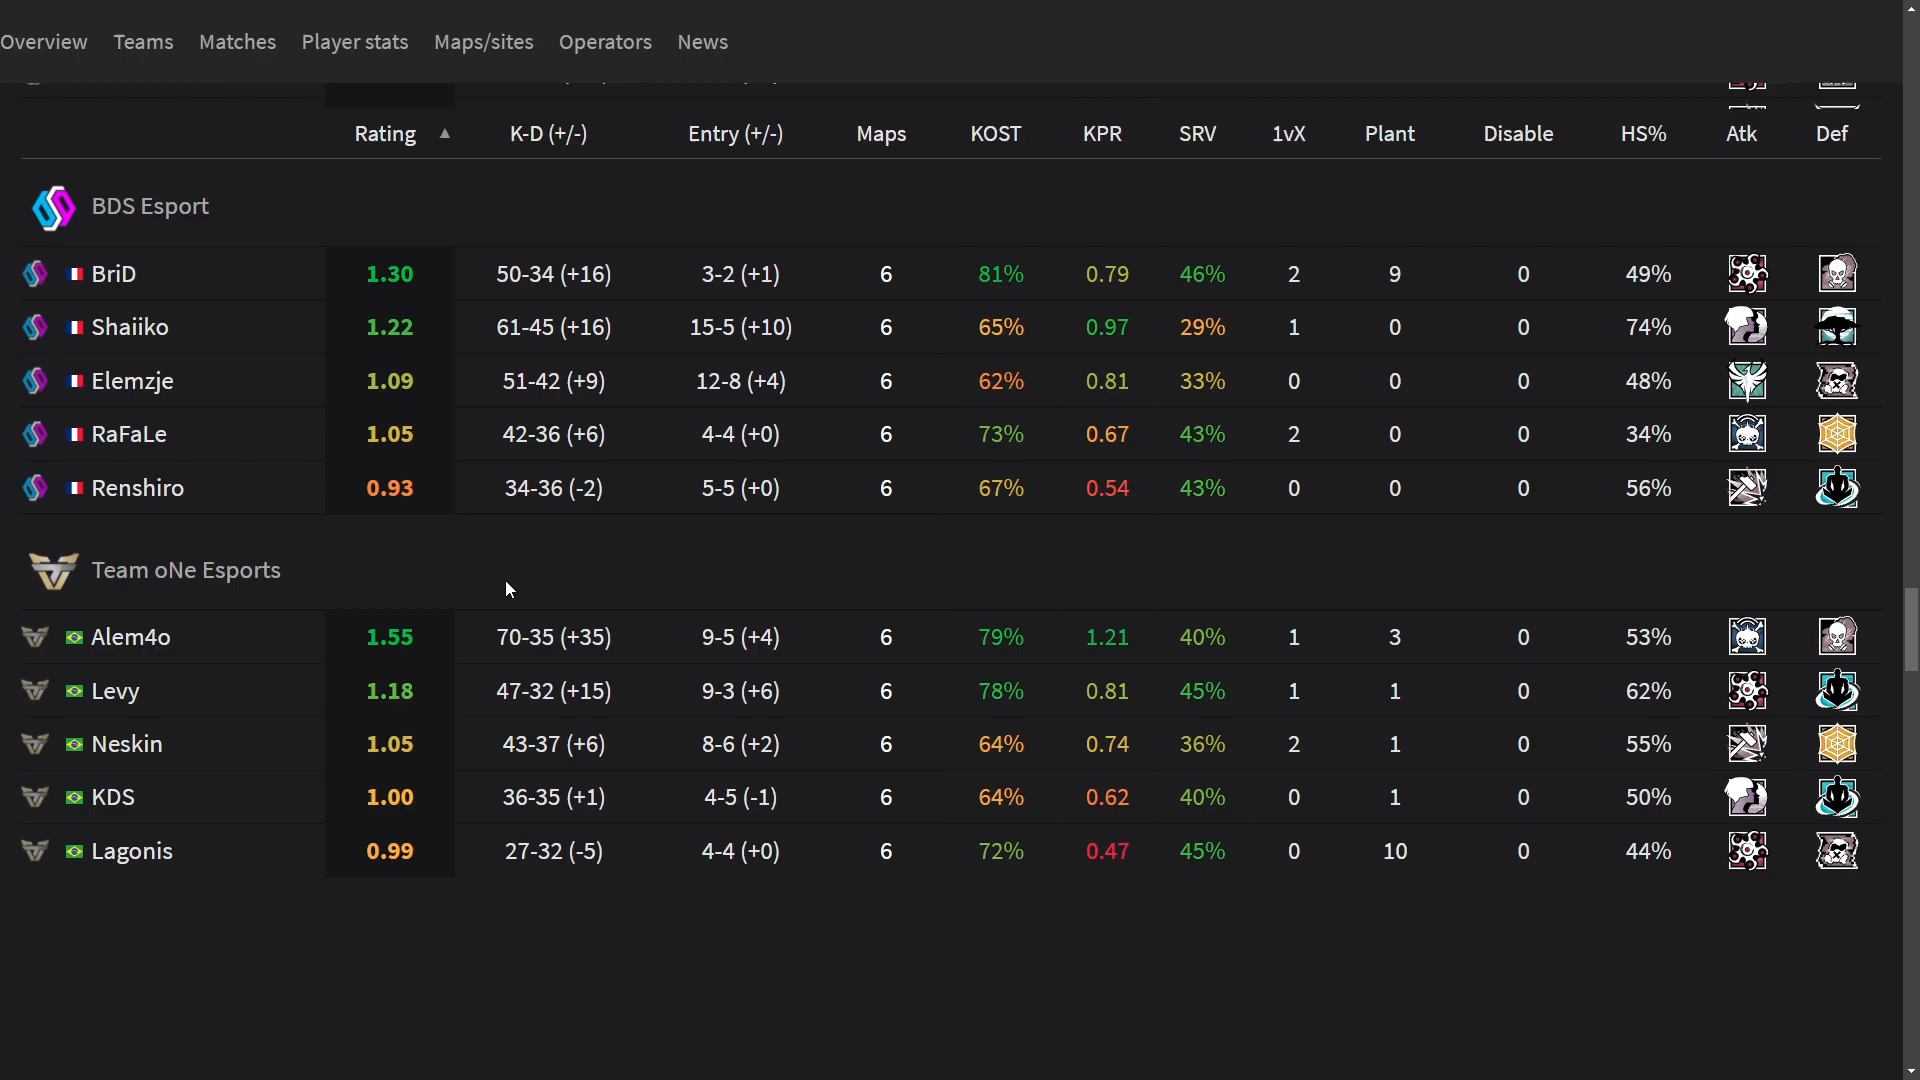 Overview Teams Matches Player stats Maps/sites Operators News
Rating ▲ K-D (+/-) Entry (+/-) Maps KOST KPR SRV 1vX Plant Disable HS% Atk Def
BDS Esport
BriD 1.30 50-34 (+16) 3-2 (+1) 6 81% 0.79 46% 2 9 0 49%
Shaiiko 1.22 61-45 (+16) 15-5 (+10) 6 65% 0.97 29% 1 0 0 74%
Elemzje 1.09 51-42 (+9) 12-8 (+4) 6 62% 0.81 33% 0 0 0 48%
RaFaLe 1.05 42-36 (+6) 4-4 (+0) 6 73% 0.67 43% 2 0 0 34%
Renshiro 0.93 34-36 (-2) 5-5 (+0) 6 67% 0.54 43% 0 0 0 56%
Team oNe Esports
Alem4o 1.55 70-35 (+35) 9-5 (+4) 6 79% 1.21 40% 1 3 0 53%
Levy 1.18 47-32 (+15) 9-3 (+6) 6 78% 0.81 45% 1 1 0 62%
Neskin 1.05 43-37 (+6) 8-6 (+2) 6 64% 0.74 36% 2 1 0 55%
KDS 1.00 36-35 (+1) 4-5 (-1) 6 64% 0.62 40% 0 1 0 50%
Lagonis 0.99 27-32 (-5) 4-4 (+0) 6 72% 0.47 45% 0 10 0 44%